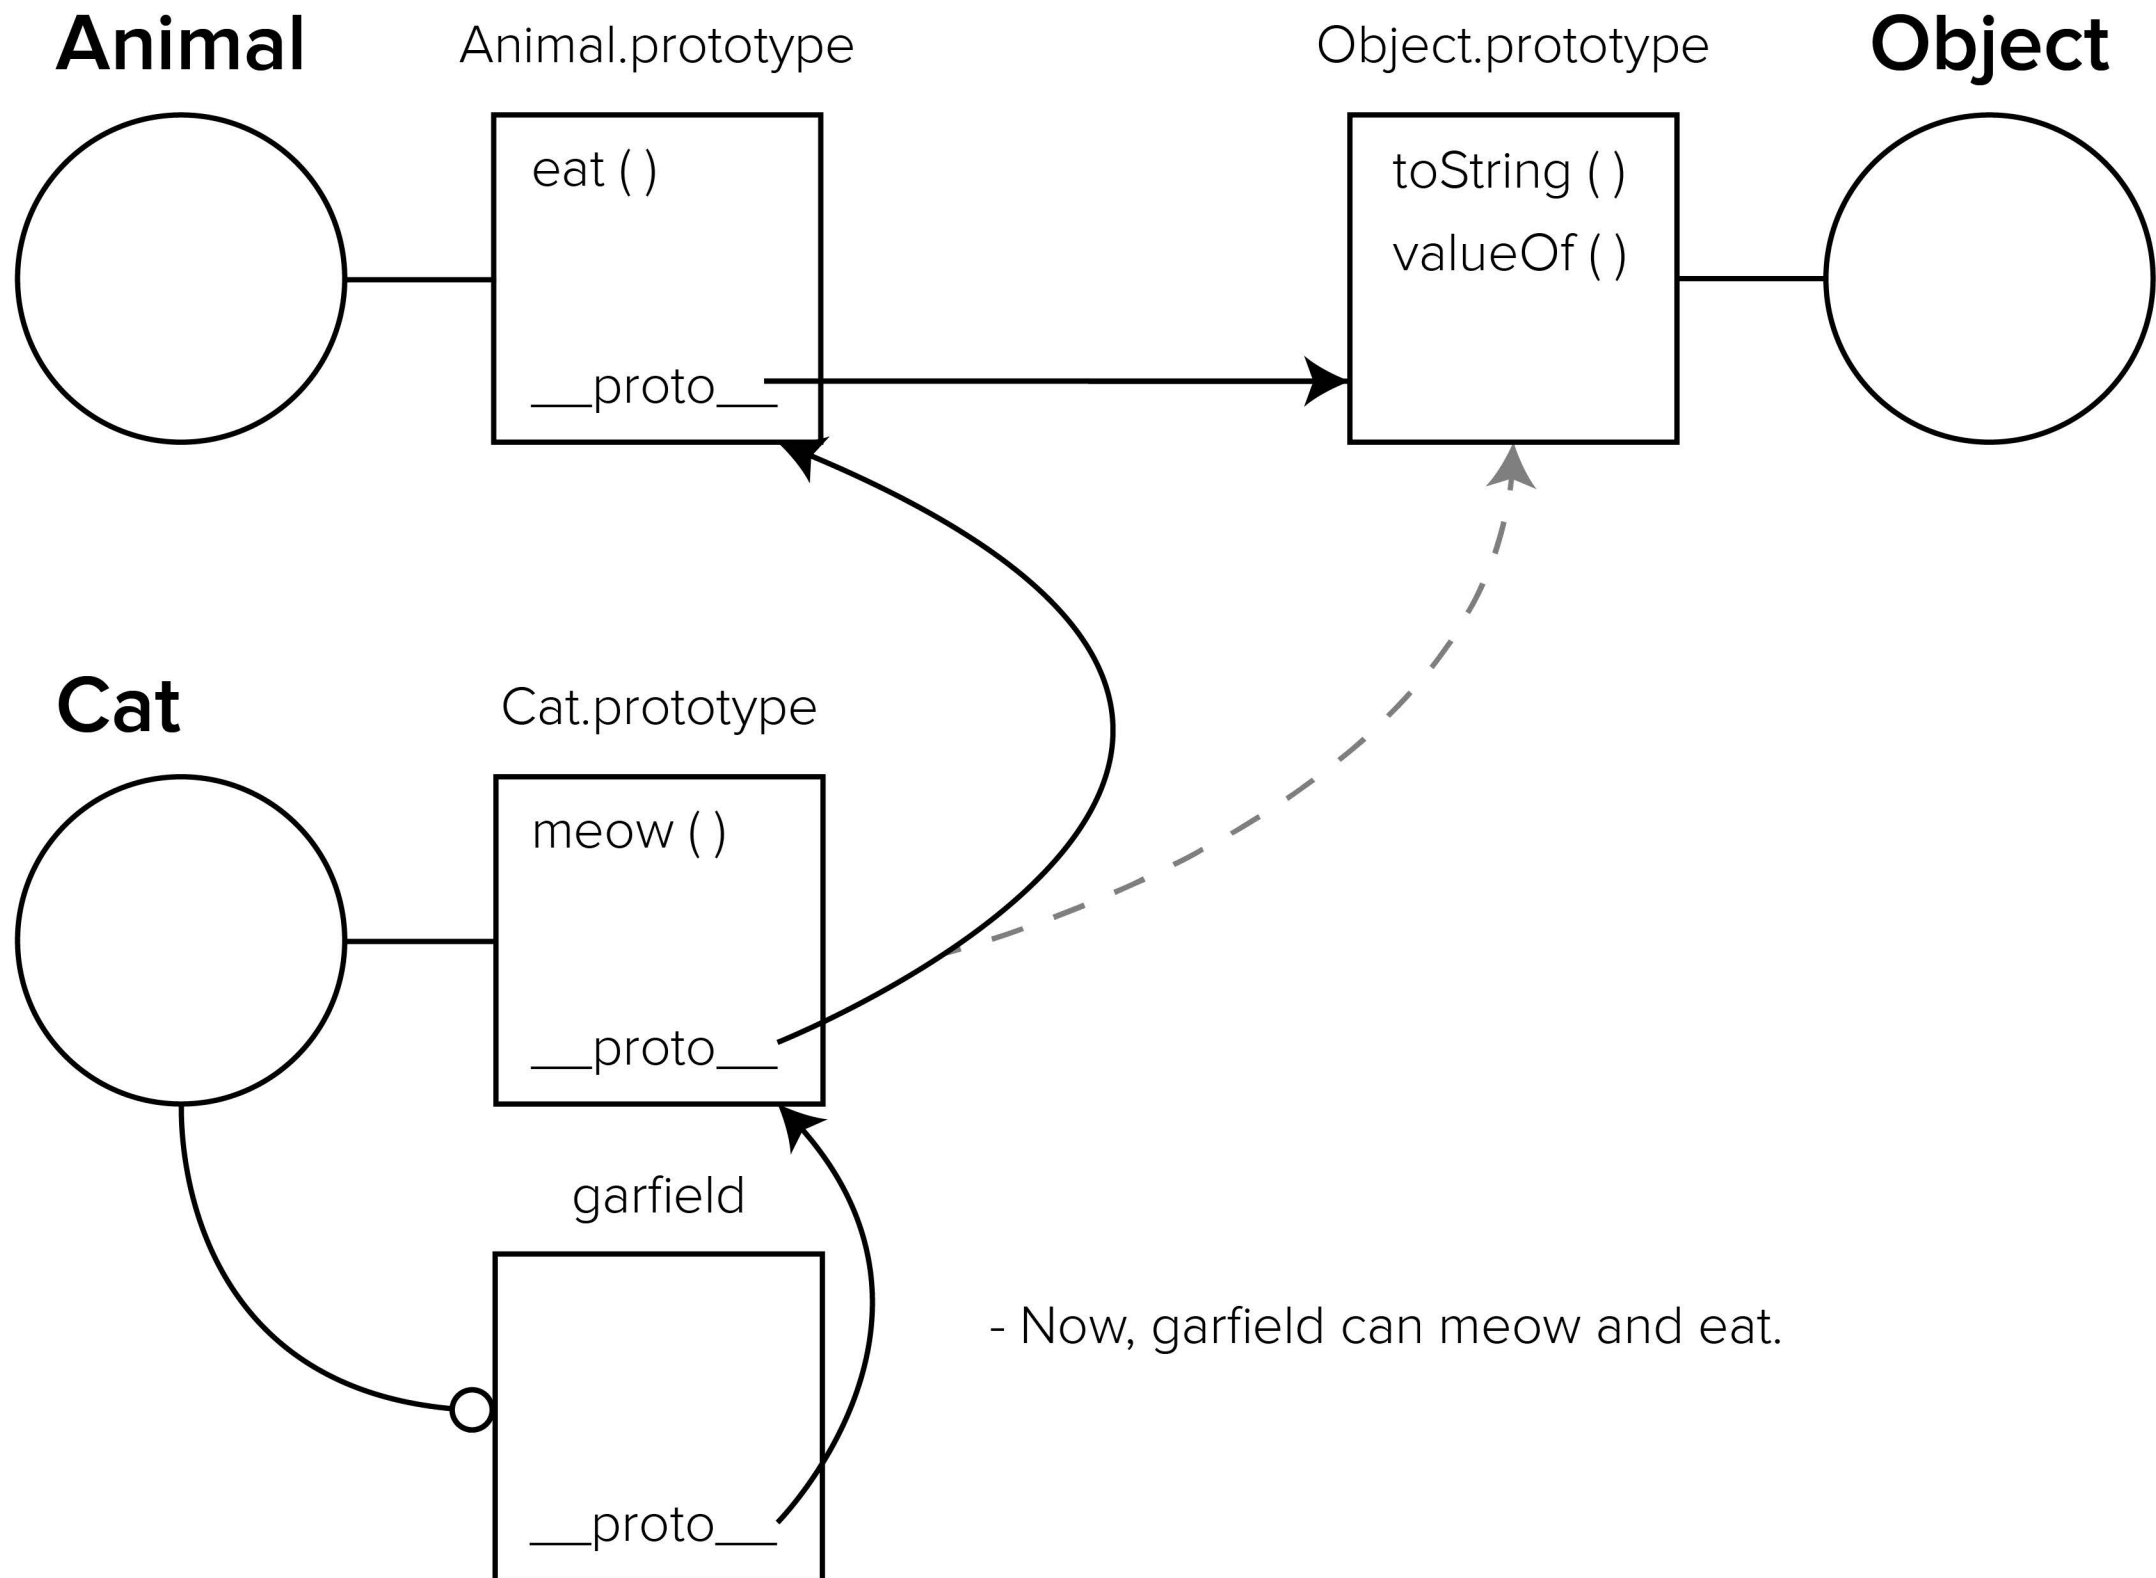 Animal
Animal.prototype
Object.prototype
Object
eat ( )
__proto__
toString ( )
valueOf ( )
Cat
Cat.prototype
meow ( )
__proto__
garfield
__proto__
- Now, garfield can meow and eat.